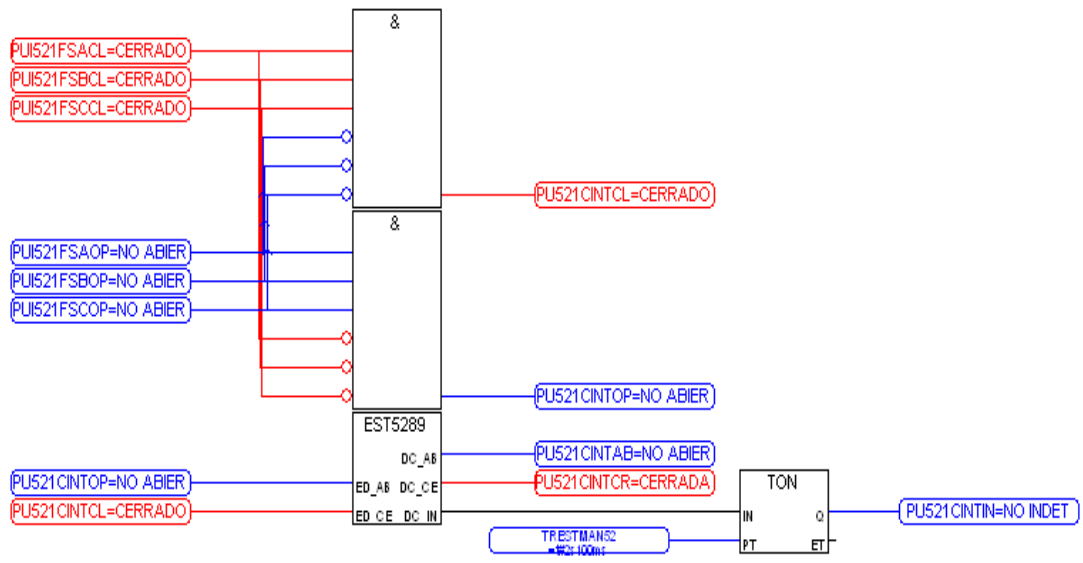 &
PUI521FSACL=CERRADO
PUI521FSBCL=CERRADO
PUI521FSCCL=CERRADO
PU521CINTCL=CERRADO
&
PUI521FSAOP=NO ABIER
PUI521FSBOP=NO ABIER
PUI521FSCOP=NO ABIER
PU521CINTOP=NO ABIER
EST5289
DC_AB
PU521CINTAB=NO ABIER
PU521CINTOP=NO ABIER
ED_AB DC_CE
PU521CINTCR=CERRADA
TON
PU521CINTCL=CERRADO
ED_CE DC_IN
IN Q
PU521CINTIN=NO INDET
TRESTMAN52
PT ET